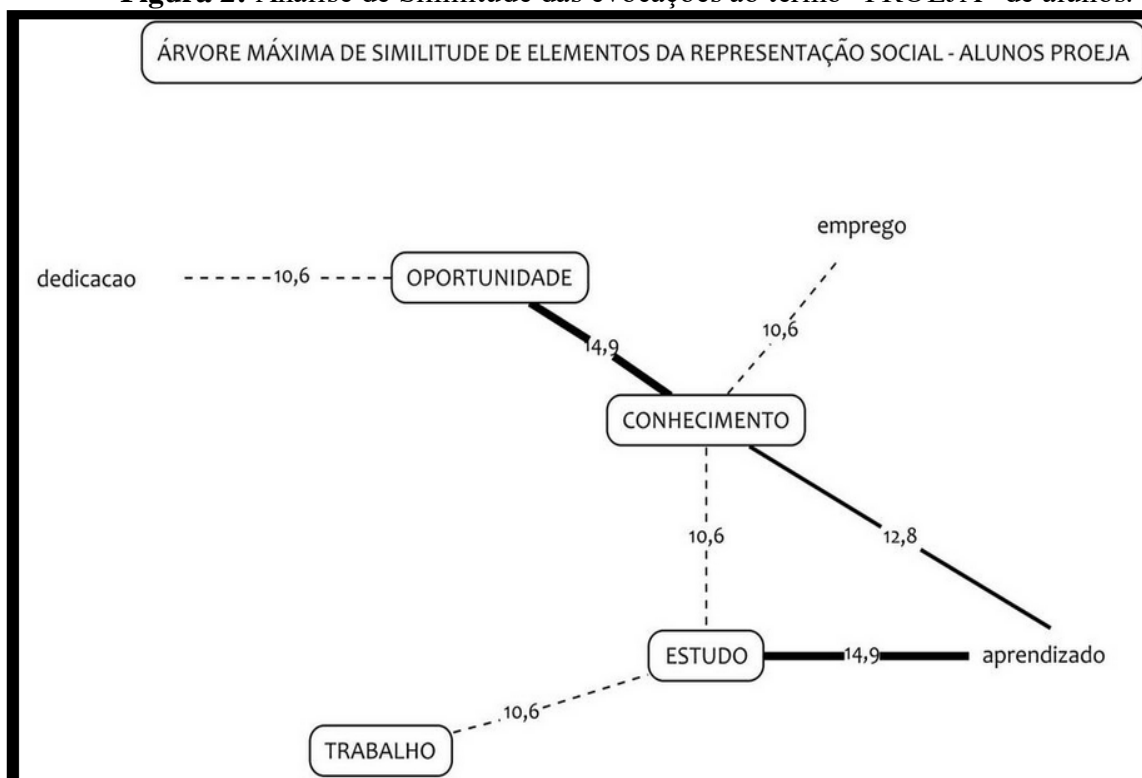 Figura 2: Análise de Similitude das evocações ao termo "PROEJA" de alunos.
ÁRVORE MÁXIMA DE SIMILITUDE DE ELEMENTOS DA REPRESENTAÇÃO SOCIAL - ALUNOS PROEJA
emprego
dedicacao
10,6
OPORTUNIDADE
10,6
14,9
CONHECIMENTO
10,6
12,8
ESTUDO
14,9
aprendizado
10,6
TRABALHO